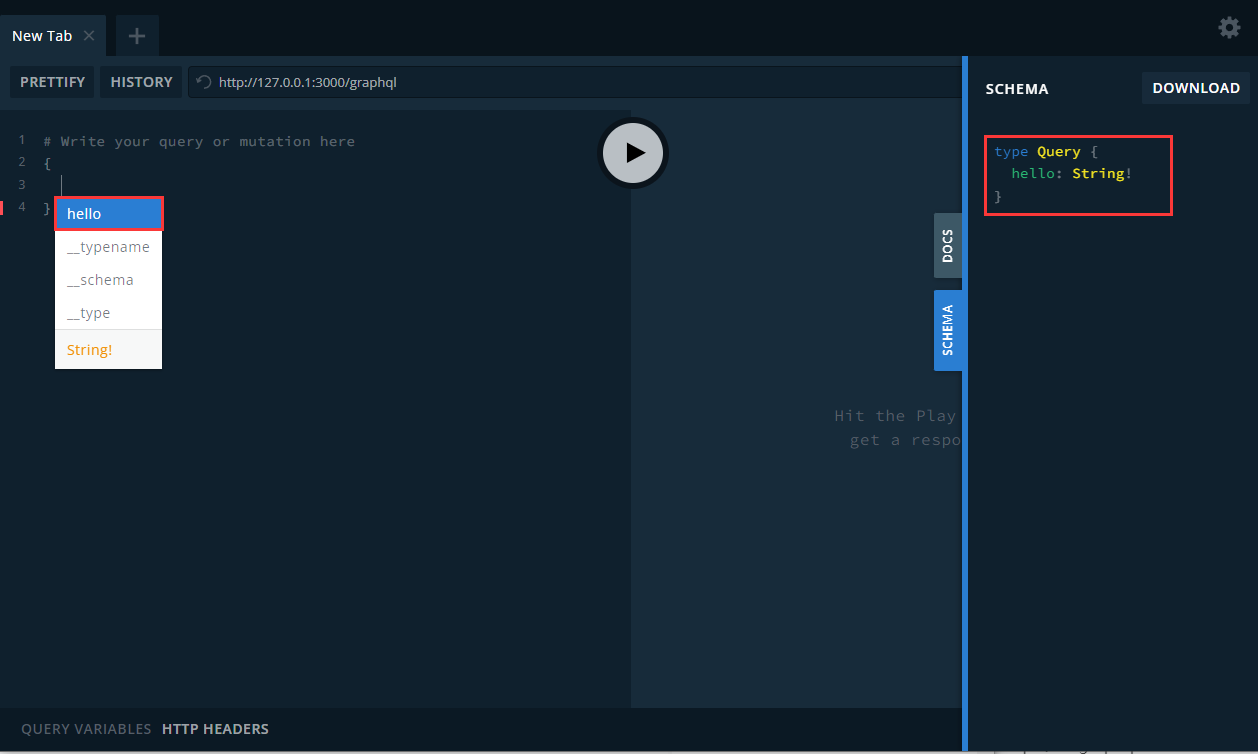 New Tab
PRETTIFY
HISTORY
http://127.0.0.1:3000/graphql
1 # Write your query or mutation here
2 {
3
4 }
hello
__typename
__schema
__type
String!
Hit the Play
get a respo
DOCS
SCHEMA
SCHEMA
DOWNLOAD
type Query {
hello: String!
}
QUERY VARIABLES
HTTP HEADERS